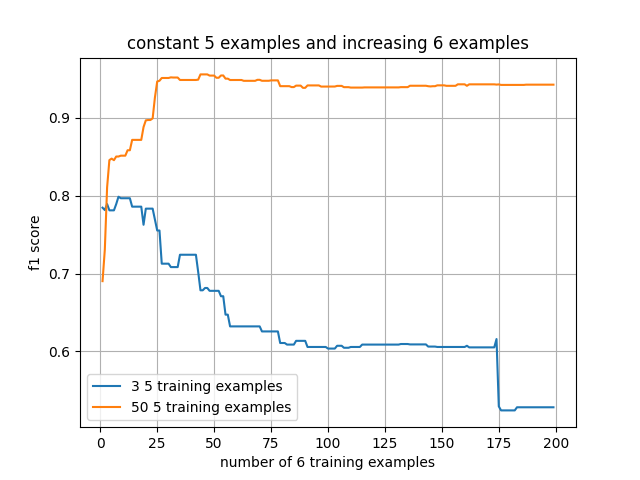 constant 5 examples and increasing 6 examples
f1 score
0.9
0.8
0.7
0.6
3 5 training examples
50 5 training examples
0 25 50 75 100 125 150 175 200
number of 6 training examples